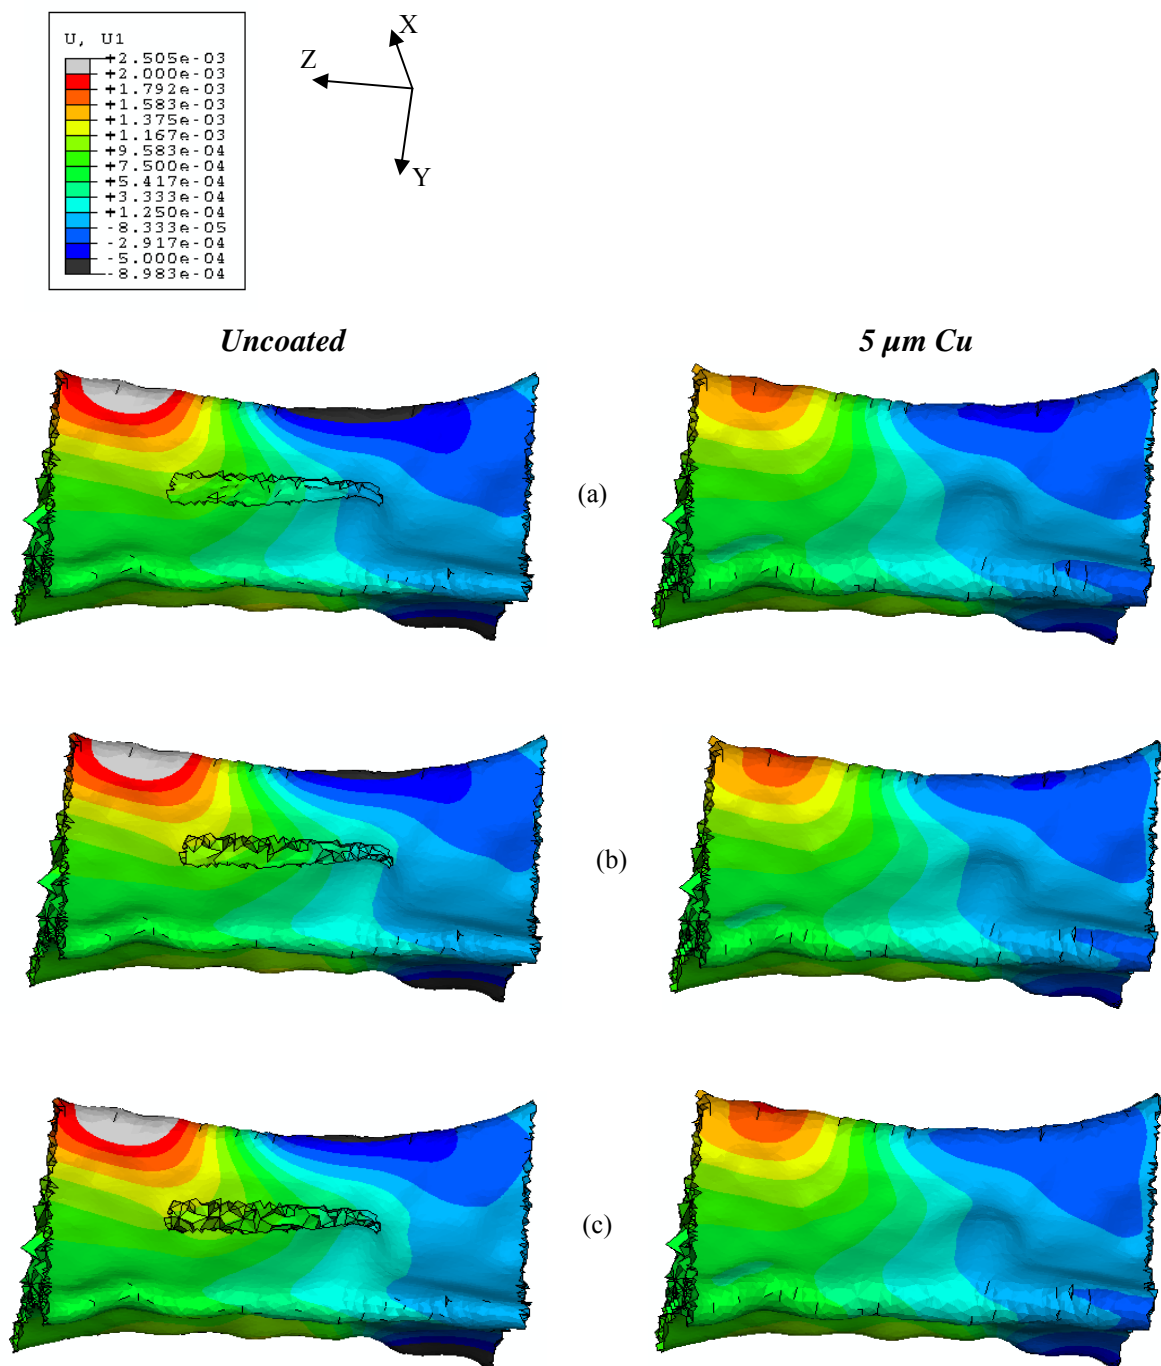 U, U1
+2.505e-03
+2.000e-03
+1.792e-03
+1.583e-03
+1.375e-03
+1.167e-03
+9.583e-04
+7.500e-04
+5.417e-04
+3.333e-04
+1.250e-04
-8.333e-05
-2.917e-04
-5.000e-04
-8.983e-04
X
Z
Y
Uncoated
5 µm Cu
(a)
(b)
(c)